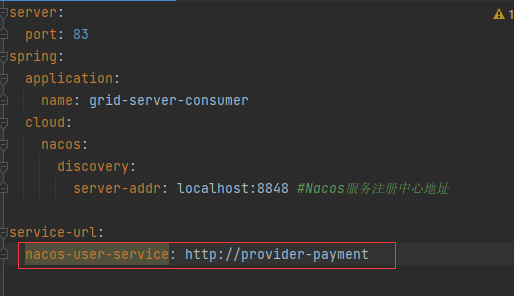 server:
  port: 83
spring:
  application:
    name: grid-server-consumer
  cloud:
    nacos:
      discovery:
        server-addr: localhost:8848 #Nacos服务注册中心地址
service-url:
  nacos-user-service: http://provider-payment
1